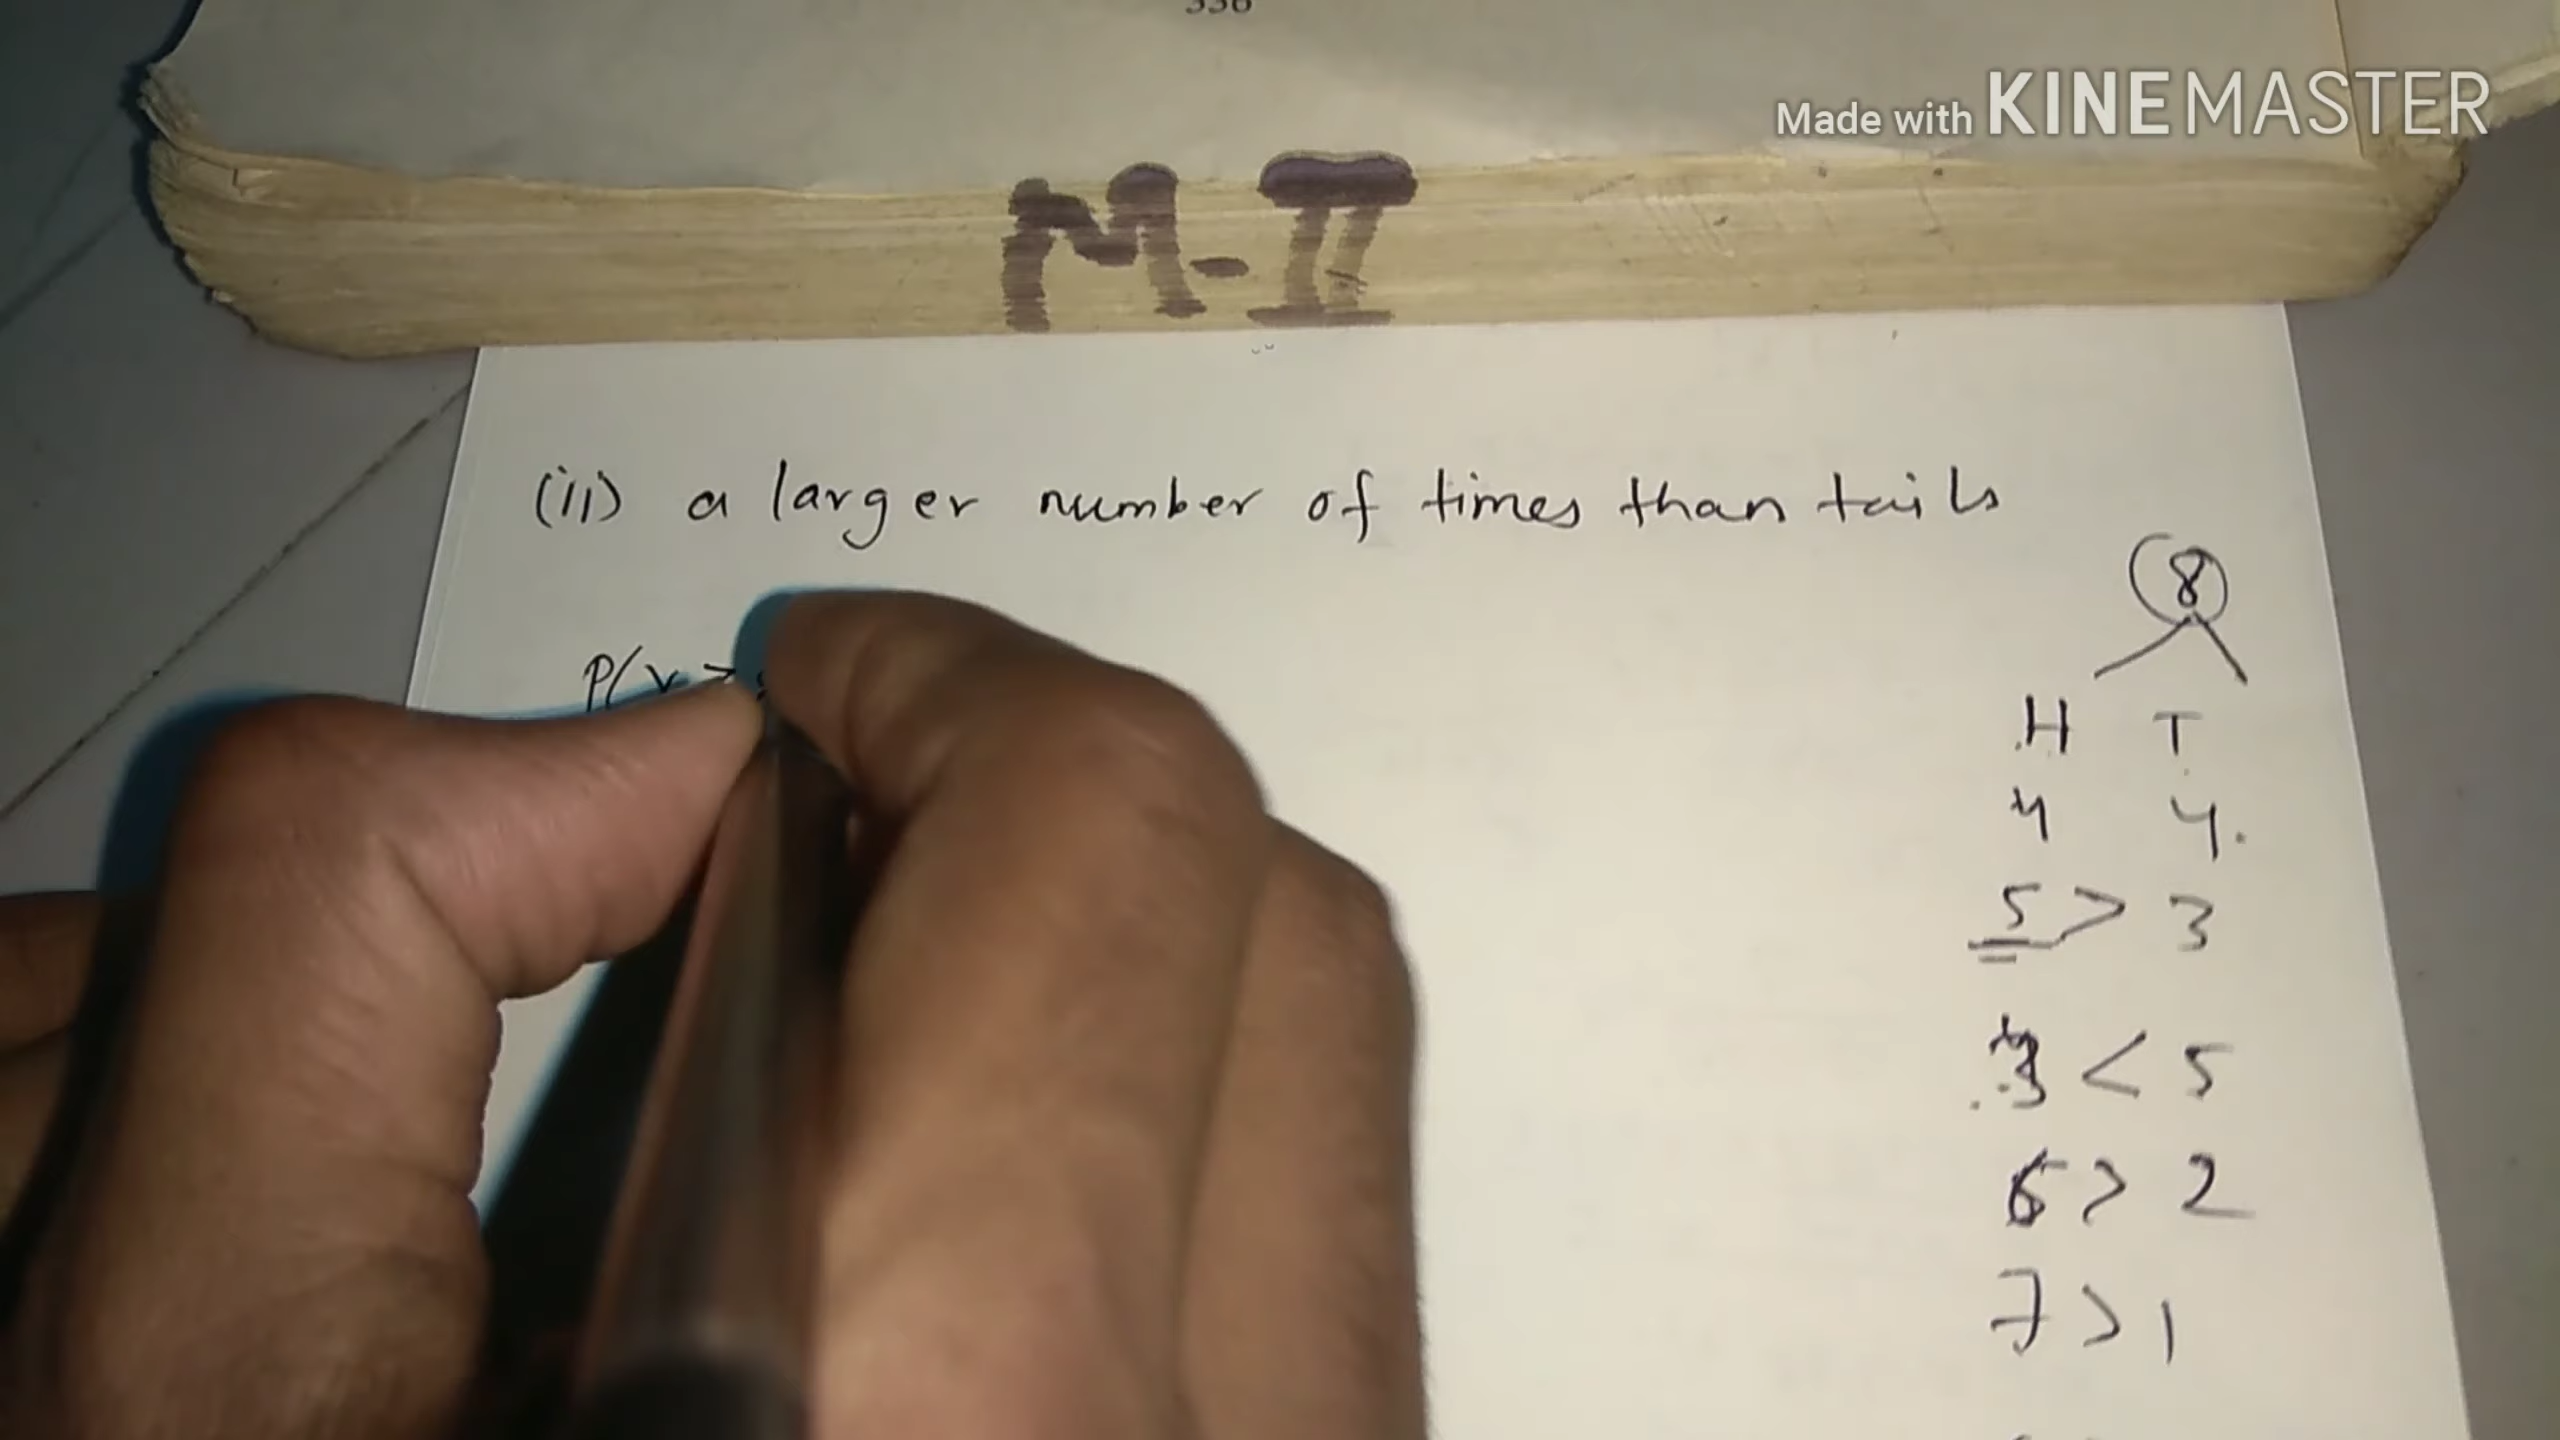 336
Made with KINEMASTER
M-II
(ii) a larger number of times than tails
8
P(X >
H T
4 4.
5 > 3
3 < 5
6 > 2
7 > 1